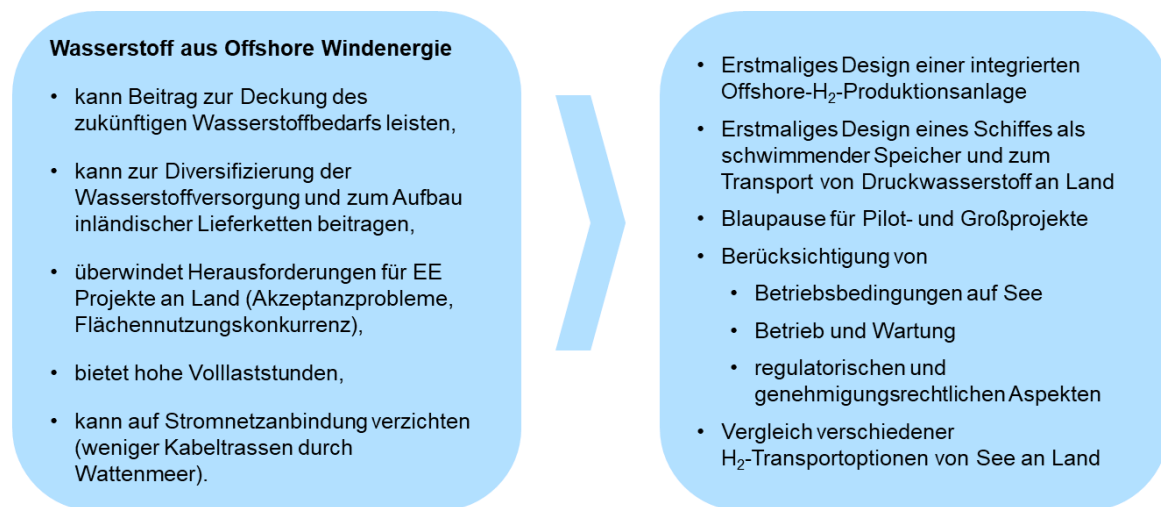 Wasserstoff aus Offshore Windenergie
• kann Beitrag zur Deckung des
zukünftigen Wasserstoffbedarfs leisten,
• kann zur Diversifizierung der
Wasserstoffversorgung und zum Aufbau
inländischer Lieferketten beitragen,
• überwindet Herausforderungen für EE
Projekte an Land (Akzeptanzprobleme,
Flächennutzungskonkurrenz),
• bietet hohe Volllaststunden,
• kann auf Stromnetzanbindung verzichten
(weniger Kabeltrassen durch
Wattenmeer).
• Erstmaliges Design einer integrierten
Offshore-H₂-Produktionsanlage
• Erstmaliges Design eines Schiffes als
schwimmender Speicher und zum
Transport von Druckwasserstoff an Land
• Blaupause für Pilot- und Großprojekte
• Berücksichtigung von
• Betriebsbedingungen auf See
• Betrieb und Wartung
• regulatorischen und
genehmigungsrechtlichen Aspekten
• Vergleich verschiedener
H₂-Transportoptionen von See an Land